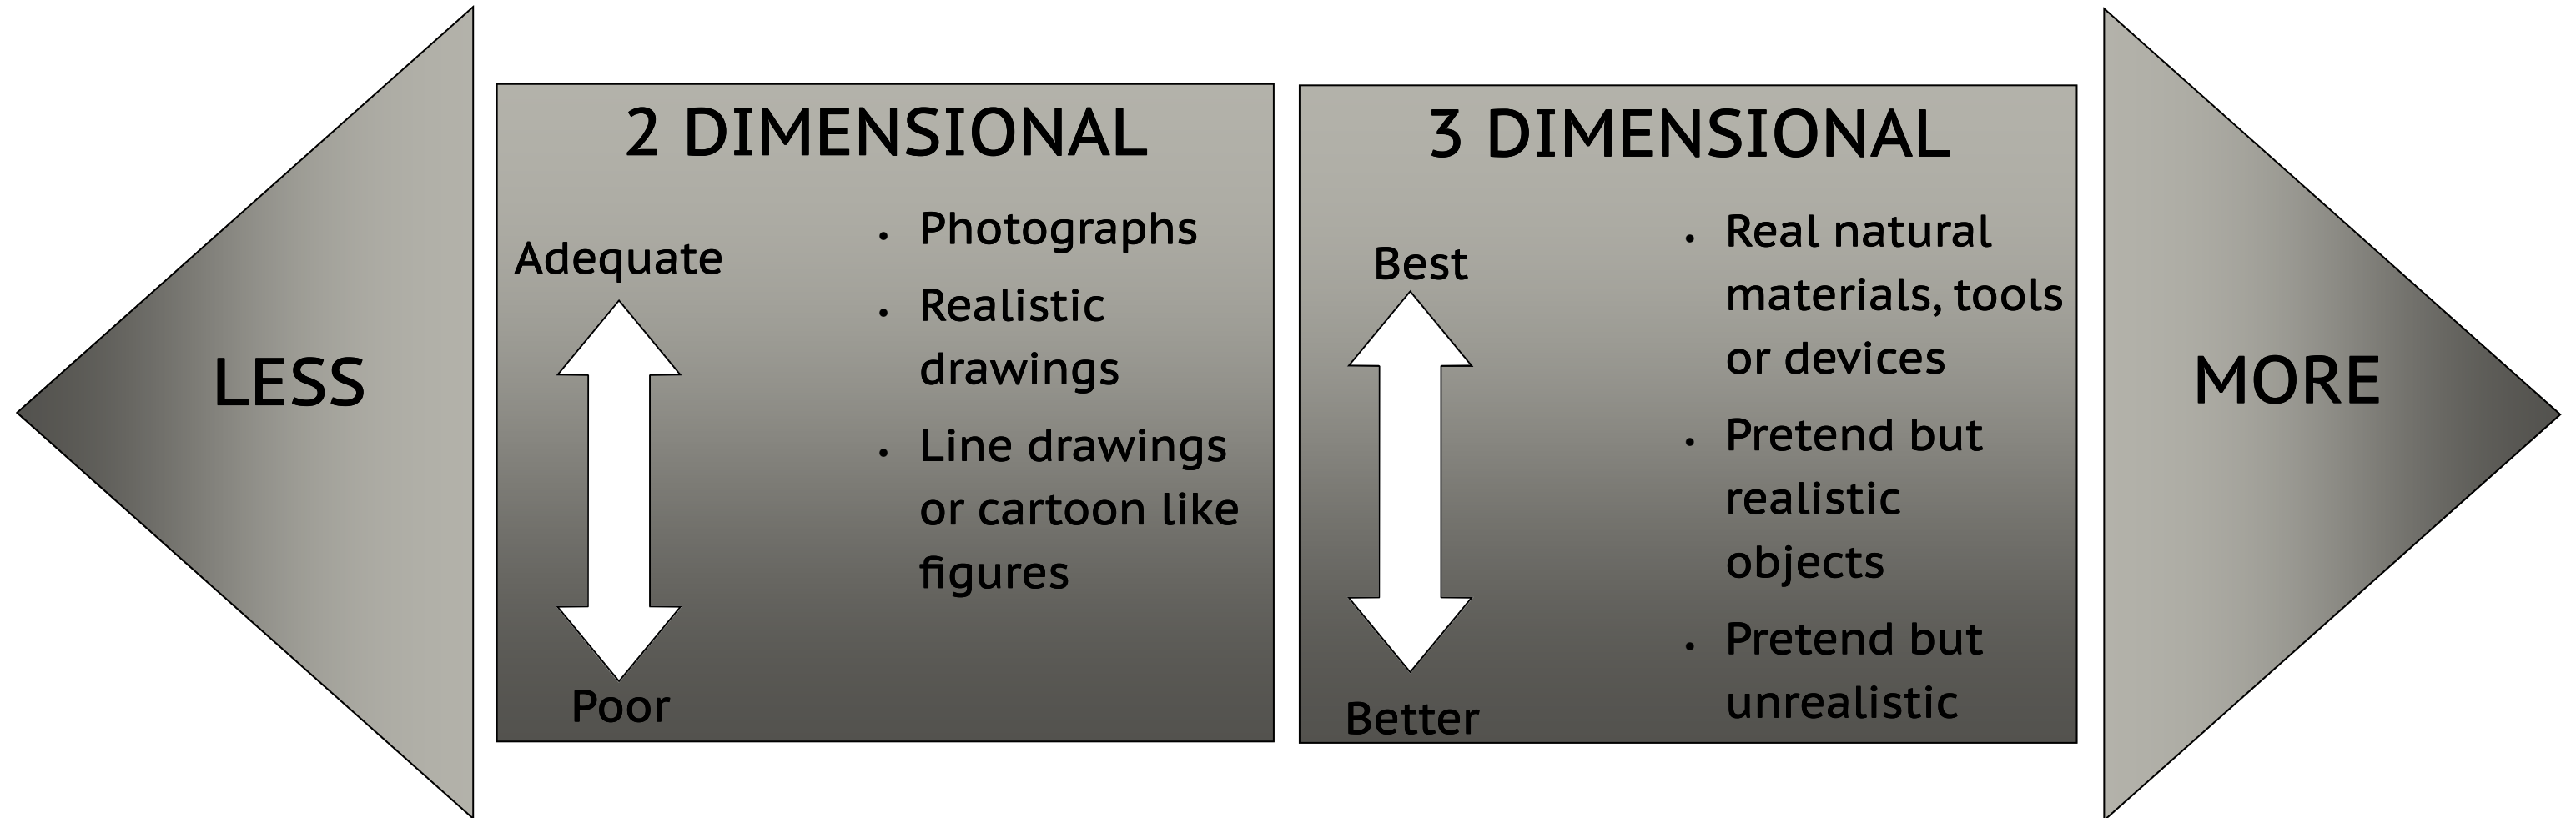 LESS
2 DIMENSIONAL
Adequate
Poor
• Photographs
• Realistic
drawings
• Line drawings
or cartoon like
figures
3 DIMENSIONAL
Best
Better
• Real natural
materials, tools
or devices
• Pretend but
realistic
objects
• Pretend but
unrealistic
MORE